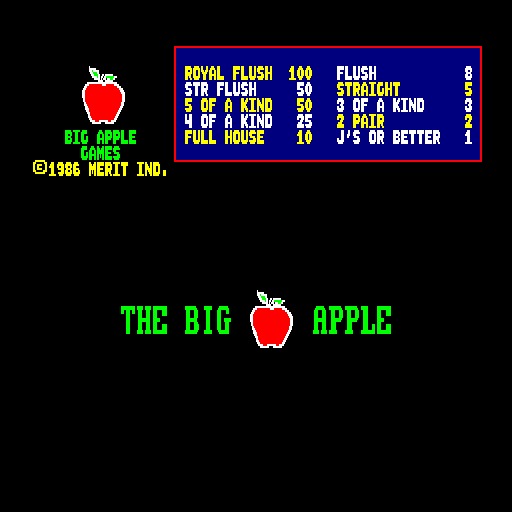 ROYAL FLUSH 100 FLUSH 8
STR FLUSH 50 STRAIGHT 5
5 OF A KIND 50 3 OF A KIND 3
4 OF A KIND 25 2 PAIR 2
FULL HOUSE 10 J'S OR BETTER 1
BIG APPLE
GAMES
©1986 MERIT IND.
THE BIG APPLE